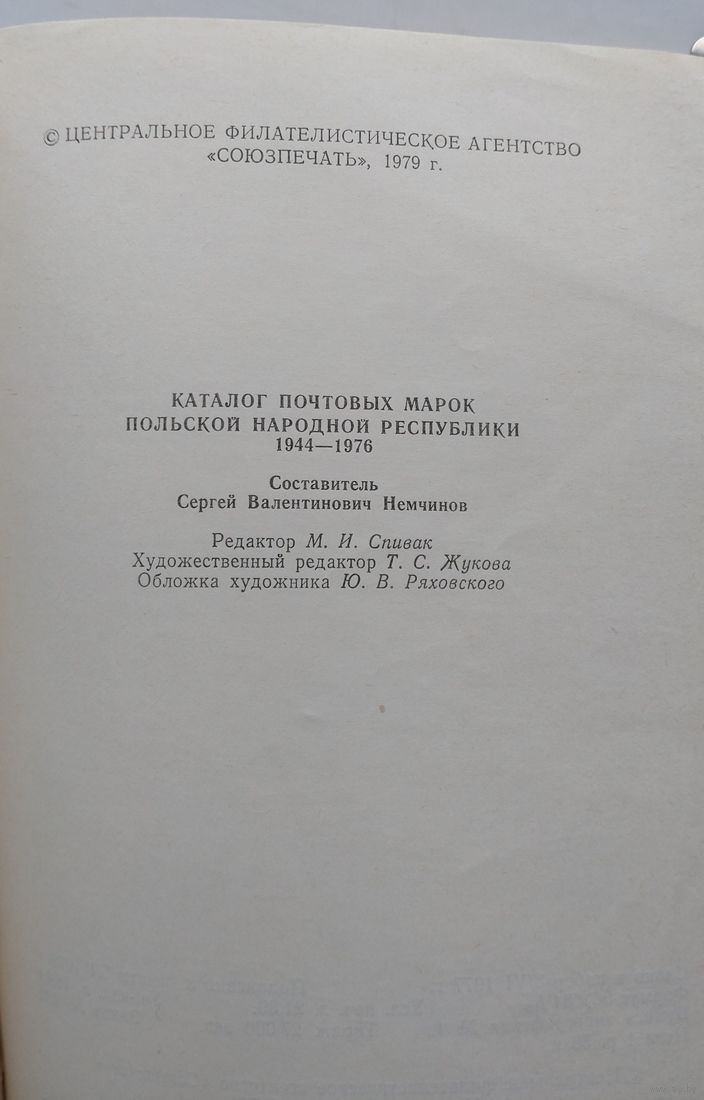 © ЦЕНТРАЛЬНОЕ ФИЛАТЕЛИСТИЧЕСКОЕ АГЕНТСТВО
«СОЮЗПЕЧАТЬ», 1979 г.
КАТАЛОГ ПОЧТОВЫХ МАРОК
ПОЛЬСКОЙ НАРОДНОЙ РЕСПУБЛИКИ
1944—1976
Составитель
Сергей Валентинович Немчинов
Редактор М. И. Спивак
Художественный редактор Т. С. Жукова
Обложка художника Ю. В. Ряховского